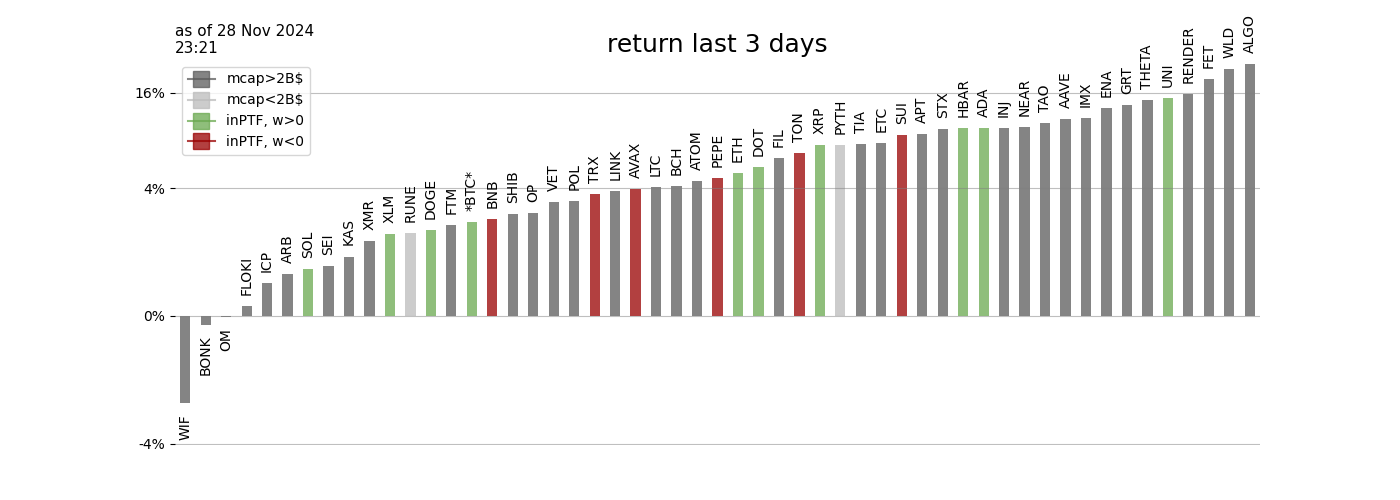 as of 28 Nov 2024
23:21
return last 3 days
mcap>2B$
mcap<2B$
inPTF, w>0
inPTF, w<0
16%
4%
0%
-4%
WIF
BONK
OM
FLOKI
ICP
ARB
SOL
SEI
KAS
XMR
XLM
RUNE
DOGE
FTM
*BTC*
BNB
SHIB
OP
VET
POL
TRX
LINK
AVAX
LTC
BCH
ATOM
PEPE
ETH
DOT
FIL
TON
XRP
PYTH
TIA
ETC
SUI
APT
STX
HBAR
ADA
INJ
NEAR
TAO
AAVE
IMX
ENA
GRT
THETA
UNI
RENDER
FET
WLD
ALGO